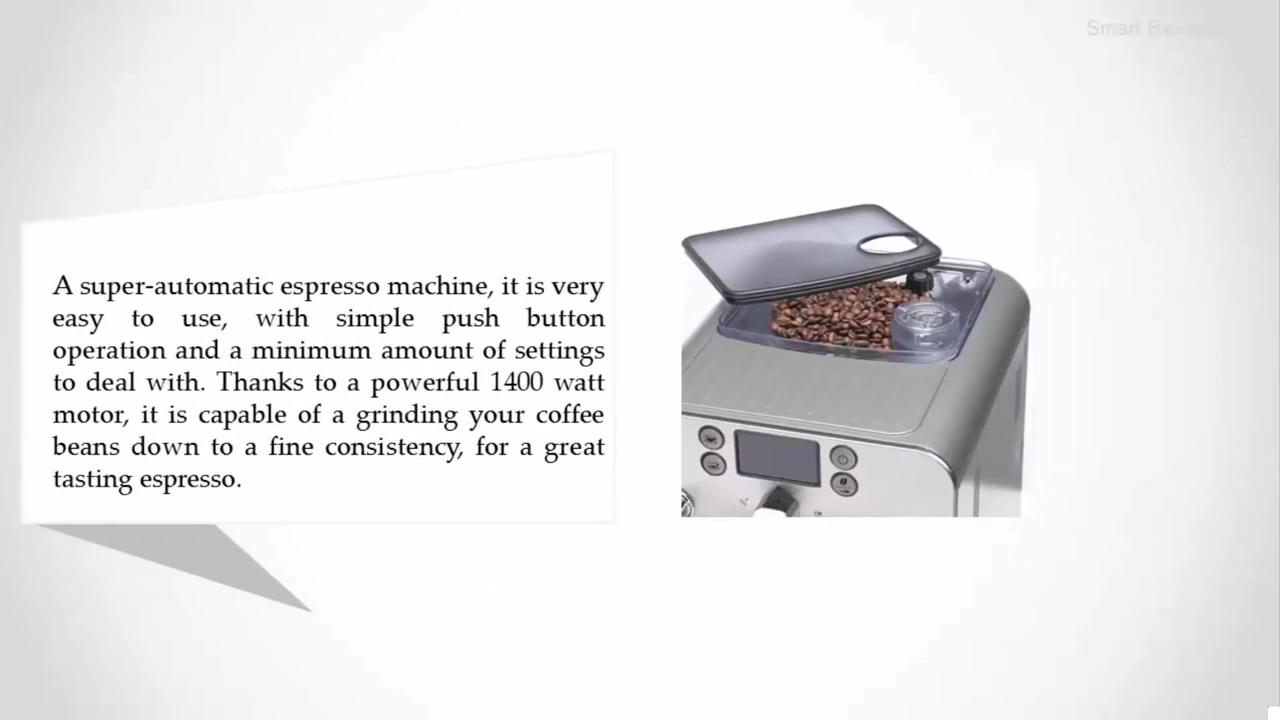 Smart
A super-automatic espresso machine, it is very
easy to use, with simple push button
operation and a minimum amount of settings
to deal with. Thanks to a powerful 1400 watt
motor, it is capable of a grinding your coffee
beans down to a fine consistency, for a great
tasting espresso.